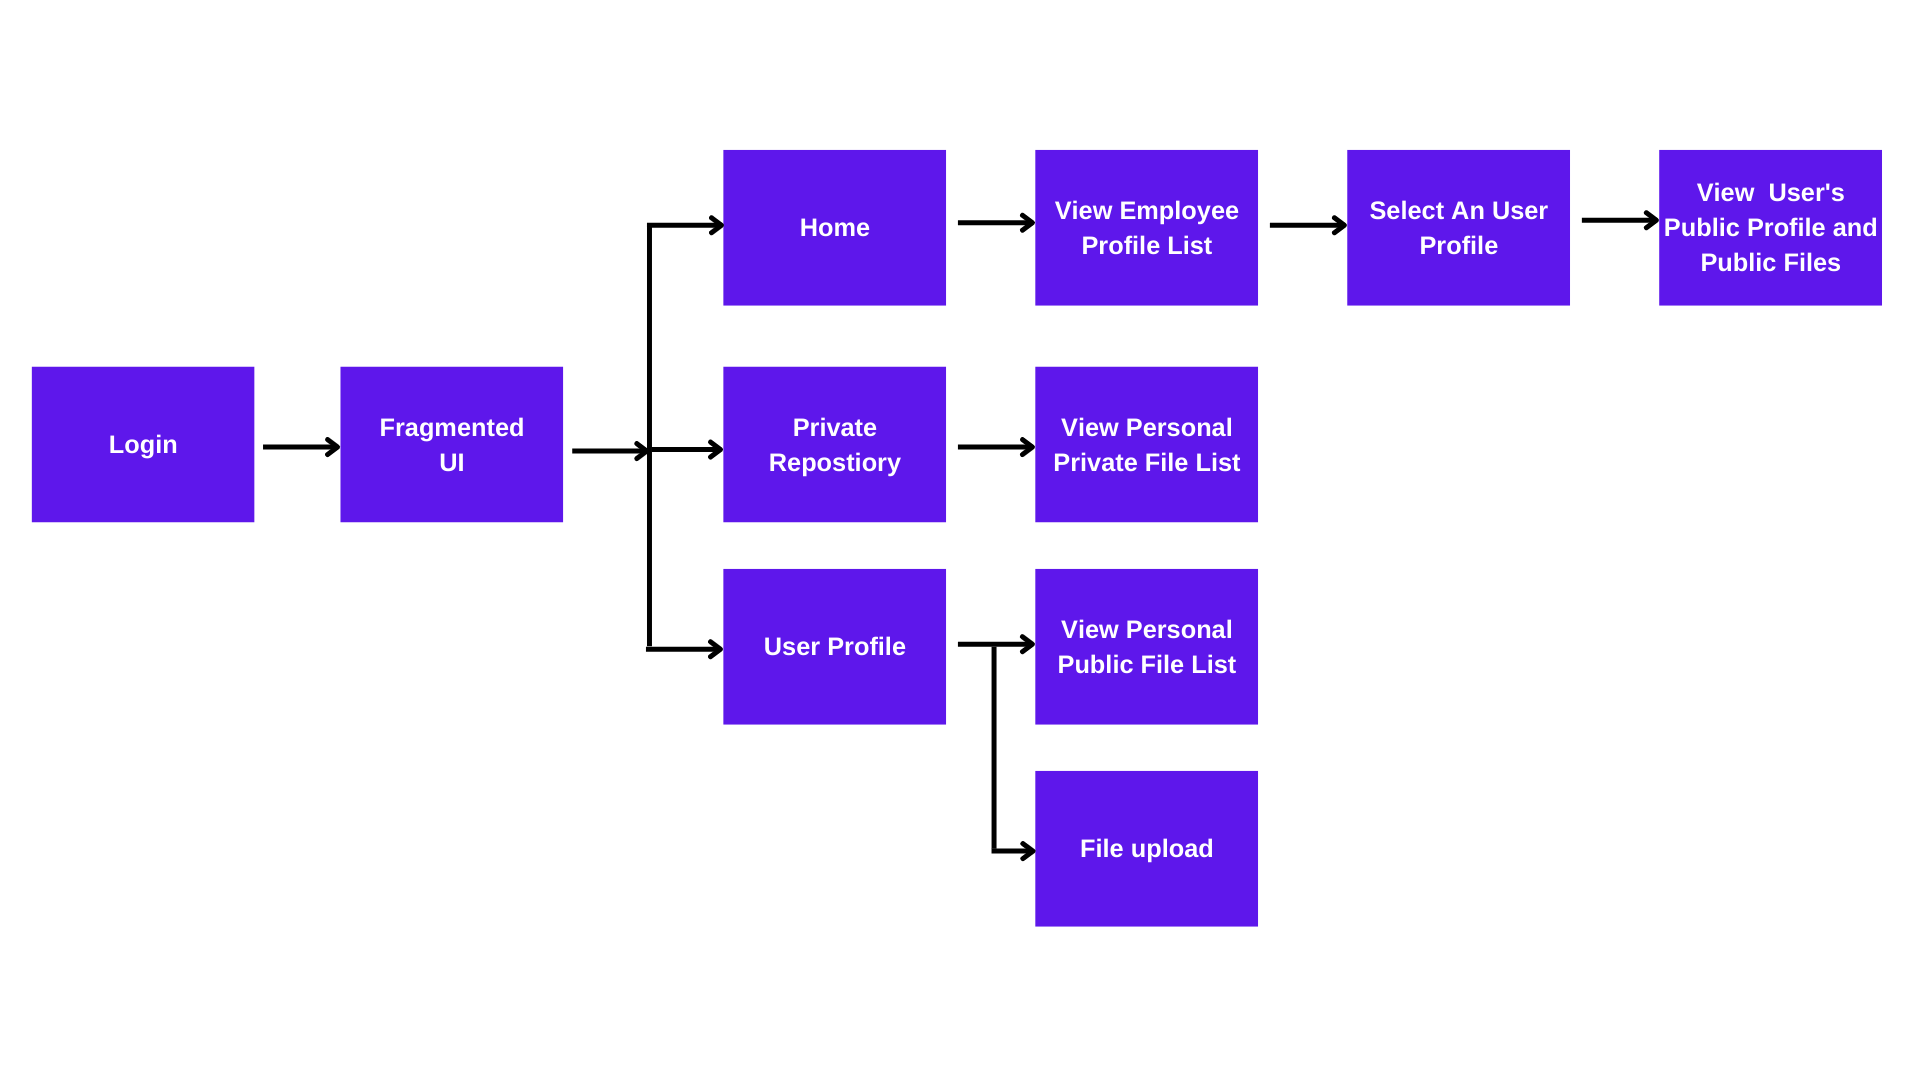 Home
View Employee
Profile List
Select An User
Profile
View  User's
Public Profile and
Public Files
Login
Fragmented
UI
Private
Repostiory
View Personal
Private File List
User Profile
View Personal
Public File List
File upload